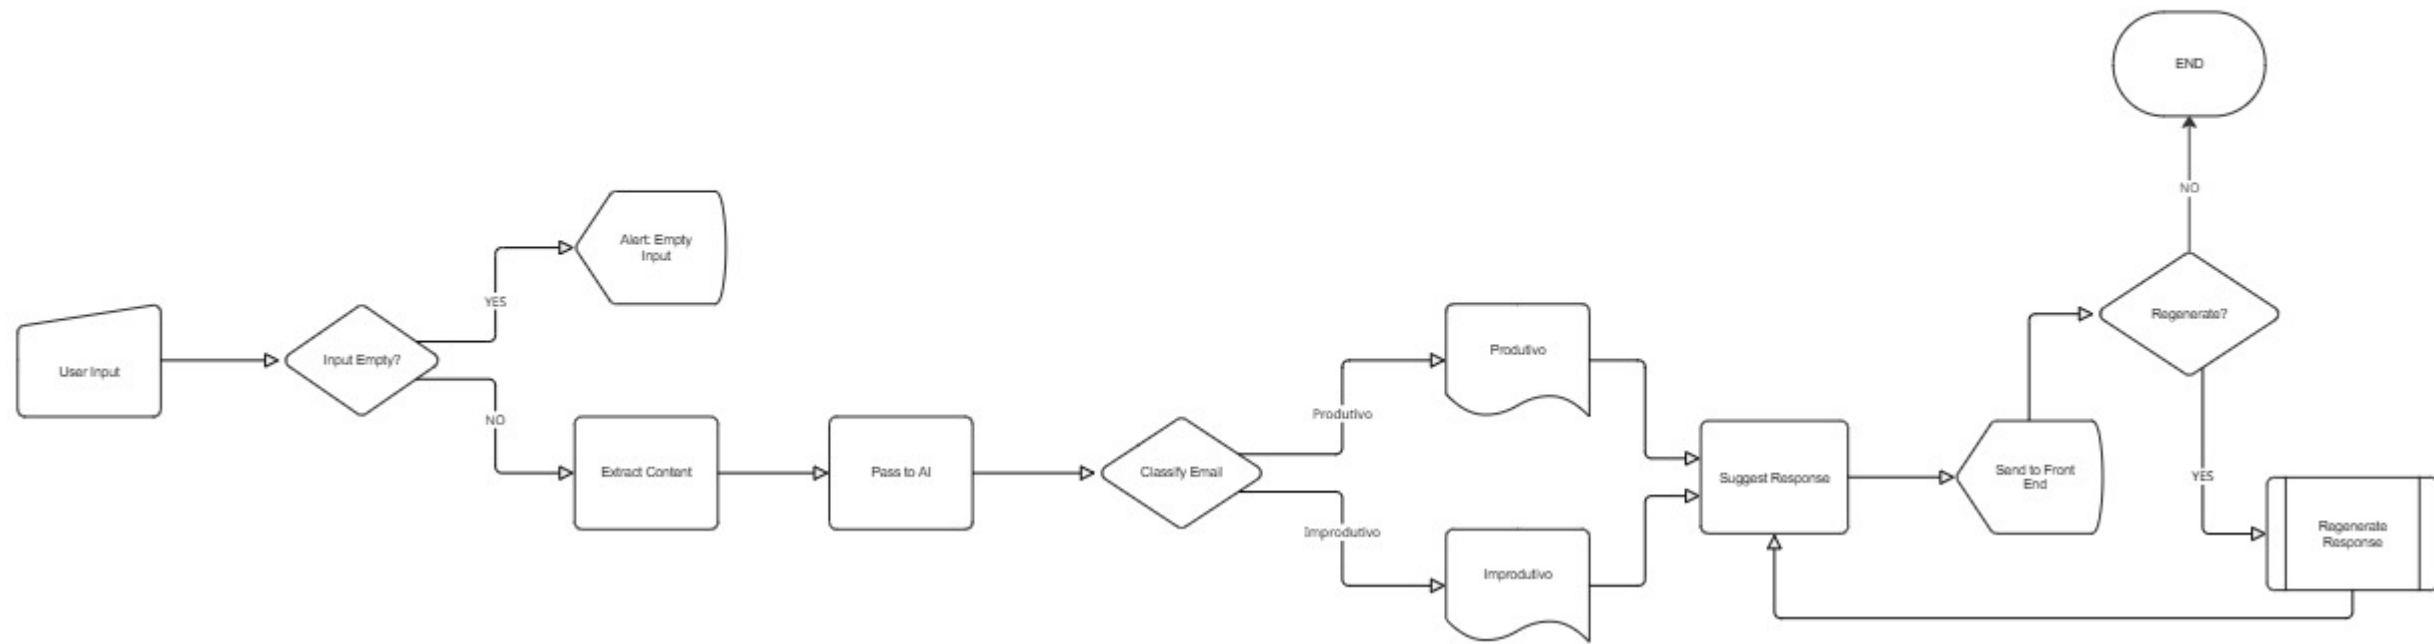 User Input
Input Empty?
YES
Alert: Empty
Input
NO
Extract Content
Pass to AI
Classify Email
Produtivo
Produtivo
Improdutivo
Improdutivo
Suggest Response
Send to Front
End
Regenerate?
NO
END
YES
Regenerate
Response